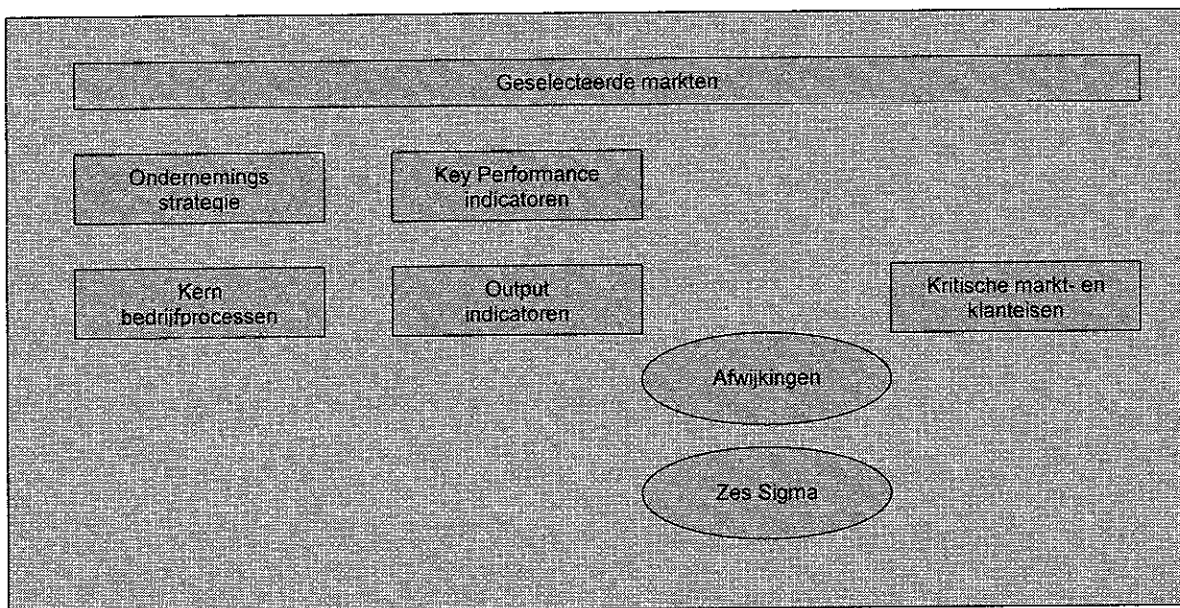 Geselecteerde markten
Ondernemings
strategie
Key Performance
indicatoren
Kern
bedrijfprocessen
Output
indicatoren
Kritische markt- en
klanteisen
Afwijkingen
Zes Sigma